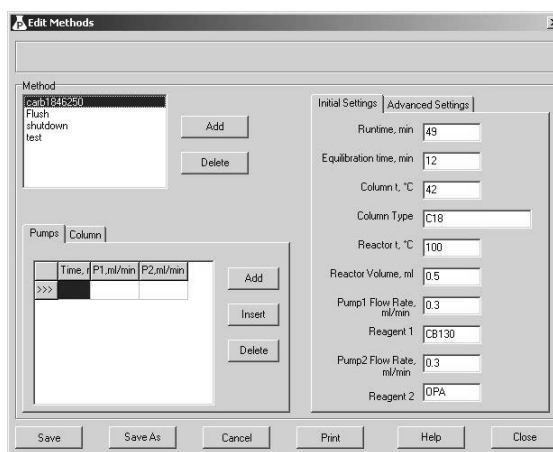 Edit Methods
Method
carb1846250
Flush
shutdown
test
Add
Delete
Initial Settings
Advanced Settings
Runtime, min
49
Equilibration time, min
12
Column t, °C
42
Column Type
C18
Reactor t, °C
100
Reactor Volume, ml
0.5
Pump1 Flow Rate,
ml/min
0.3
Reagent 1
CB130
Pump2 Flow Rate,
ml/min
0.3
Reagent 2
OPA
Pumps
Column
Time, r
P1,ml/min
P2,ml/min
>>>
Add
Insert
Delete
Save
Save As
Cancel
Print
Help
Close